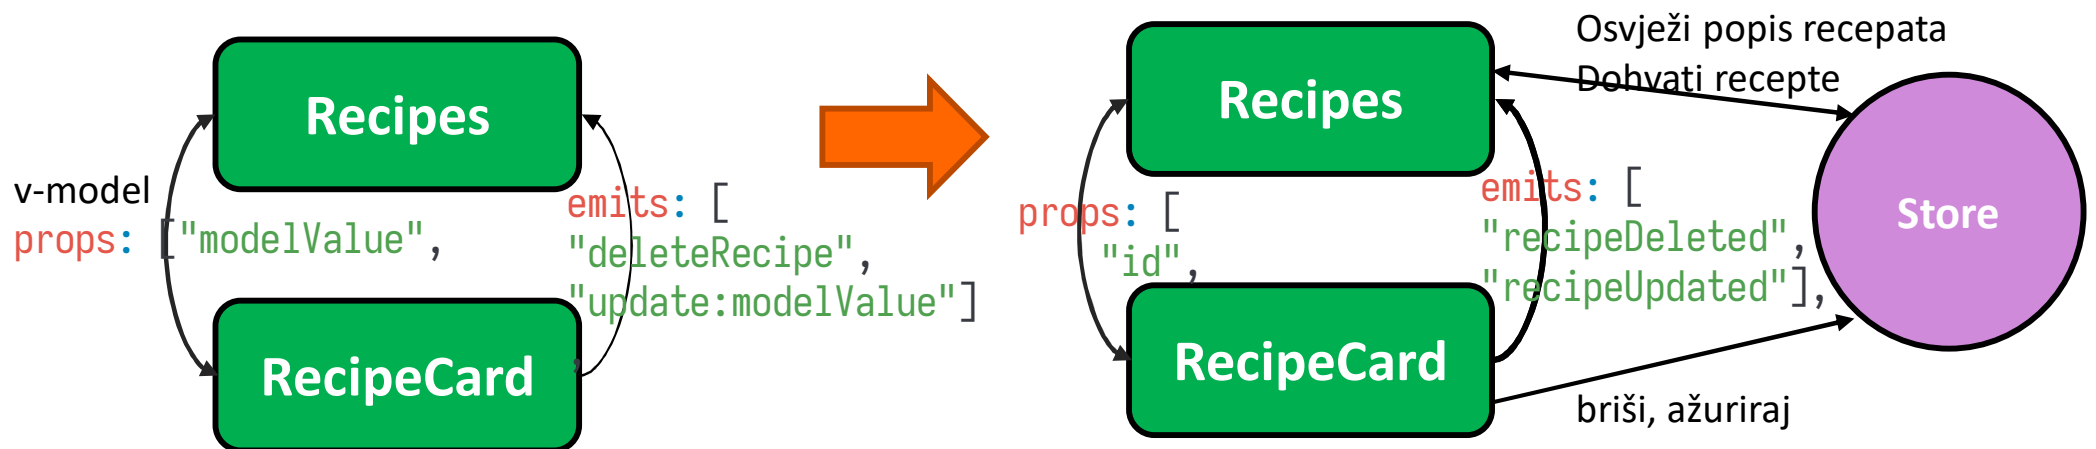 Recipes
v-model
props: ["modelValue",
emits: [
"deleteRecipe",
"update:modelValue"]
,
RecipeCard
Recipes
props: [
"id",
emits: [
"recipeDeleted",
"recipeUpdated"],
RecipeCard
Osvježi popis recepata
Dohvati recepte
Store
briši, ažuriraj